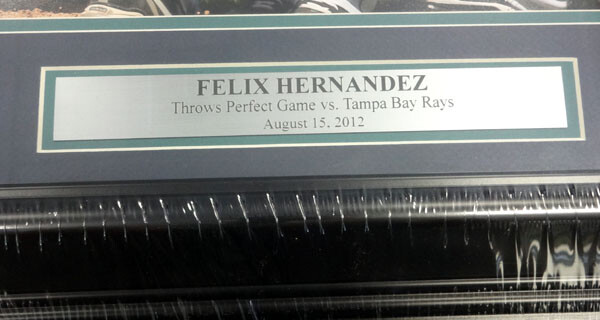 FELIX HERNANDEZ
Throws Perfect Game vs. Tampa Bay Rays
August 15, 2012